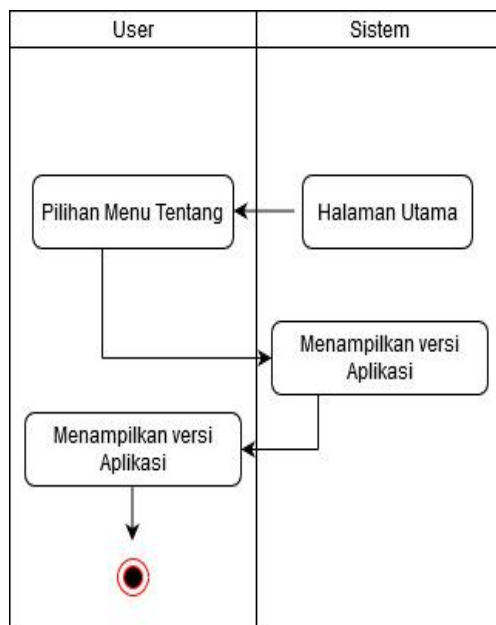 User
Sistem
Pilihan Menu Tentang
Halaman Utama
Menampilkan versi
Aplikasi
Menampilkan versi
Aplikasi